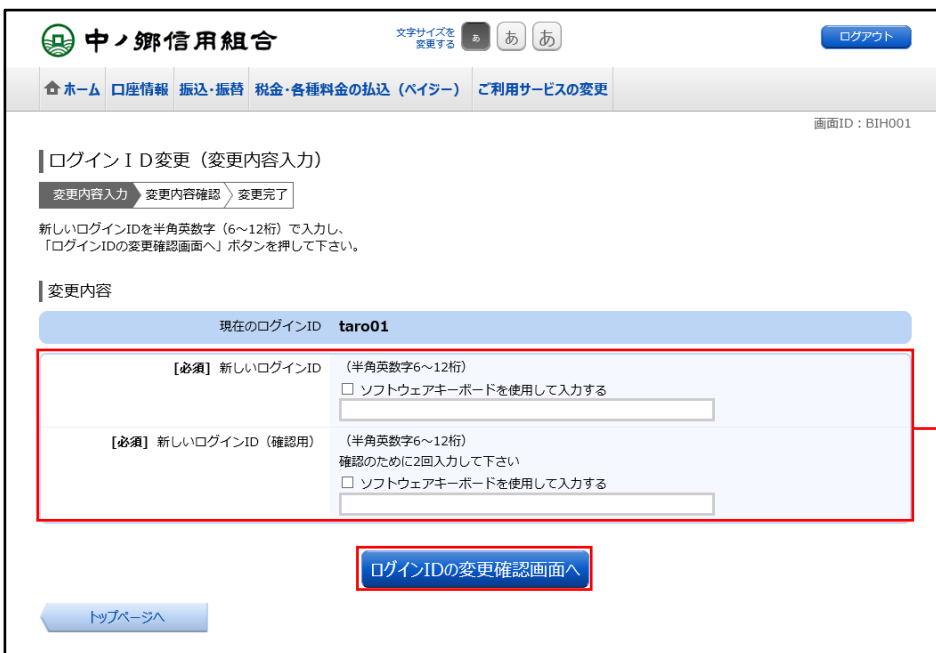 中ノ郷信用組合
文字サイズを
変更する
あ あ あ
ログアウト
ホーム 口座情報 振込・振替 税金・各種料金の払込（ペイジー） ご利用サービスの変更
画面ID：BIH001
ログインＩＤ変更（変更内容入力）
変更内容入力 変更内容確認 変更完了
新しいログインIDを半角英数字（6～12桁）で入力し、
「ログインIDの変更確認画面へ」ボタンを押して下さい。
変更内容
現在のログインID taro01
[必須] 新しいログインID （半角英数字6～12桁）
ソフトウェアキーボードを使用して入力する
[必須] 新しいログインID（確認用） （半角英数字6～12桁）
確認のために2回入力して下さい
ソフトウェアキーボードを使用して入力する
ログインIDの変更確認画面へ
トップページへ